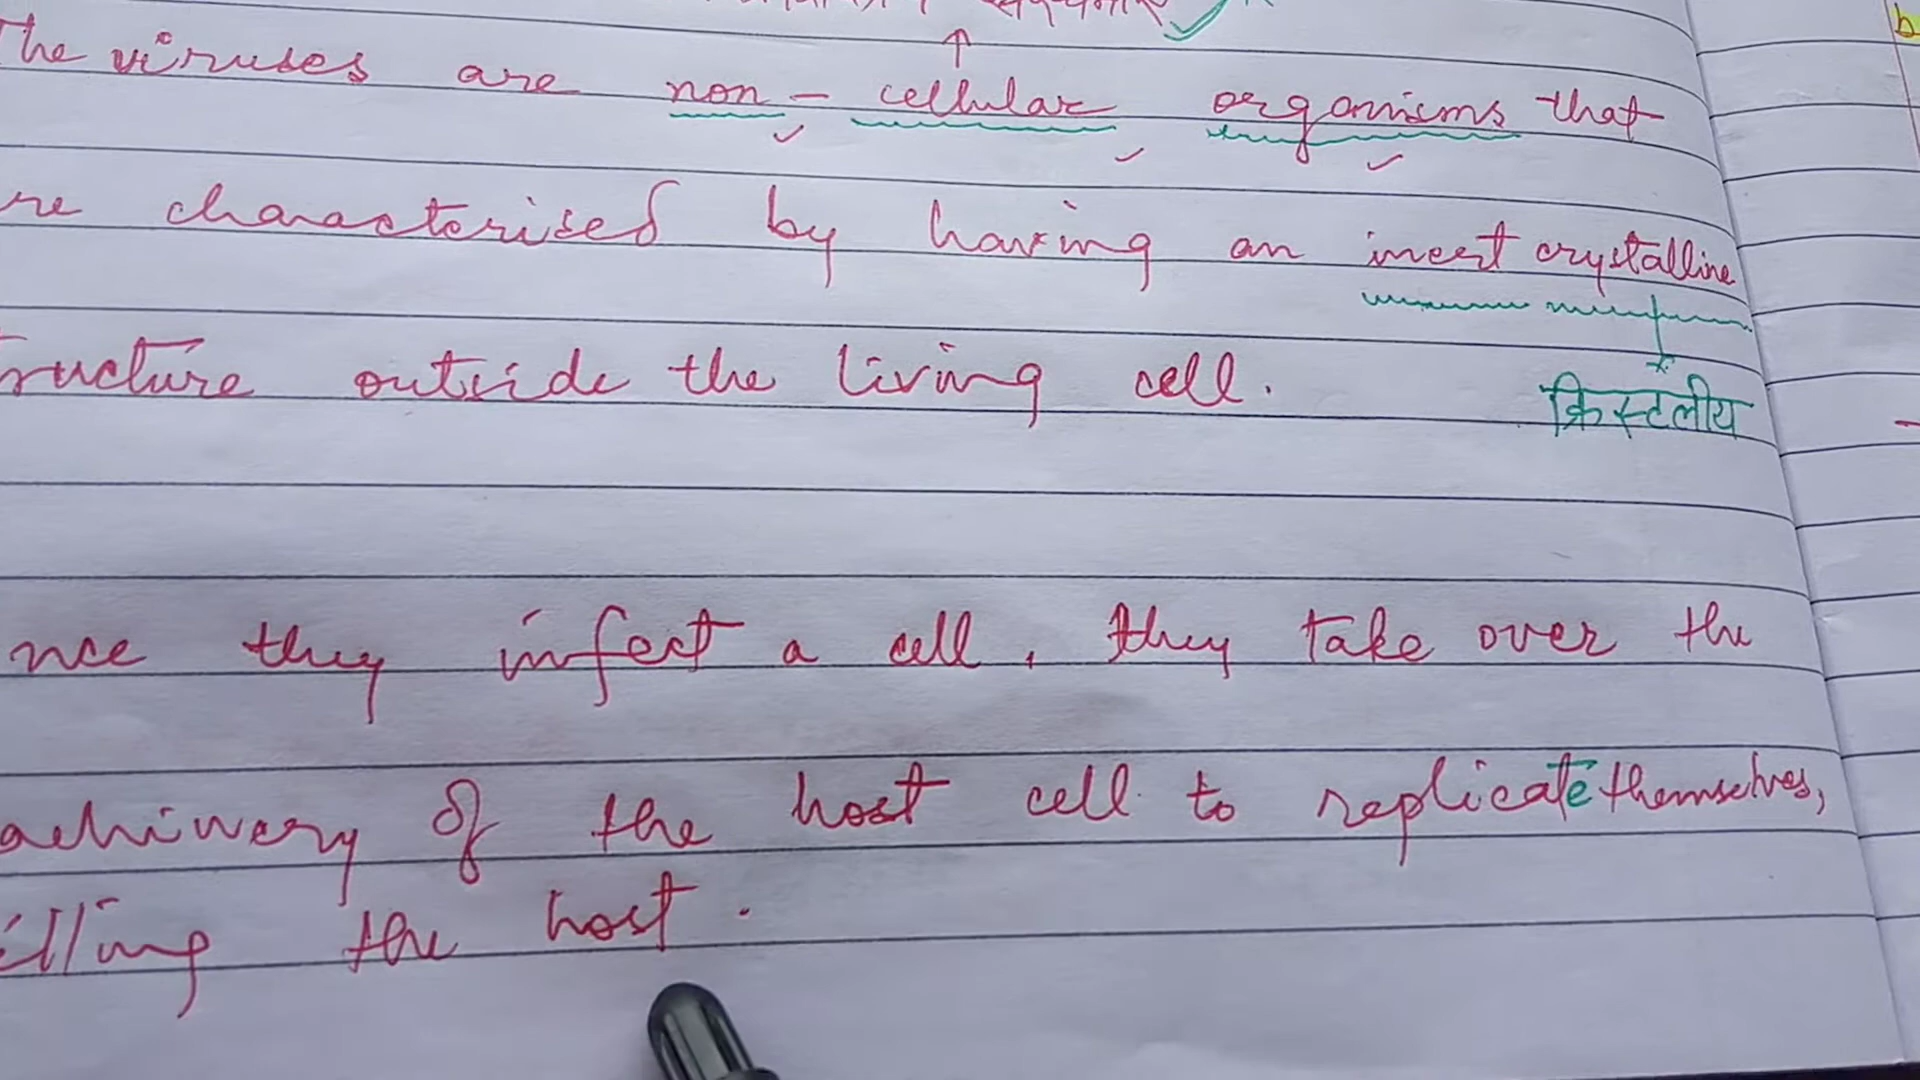 The viruses are non - cellular organisms that
re characterised by having an inert crystalline
ructure outside the living cell.
क्रिस्टलीय
nce they infect a cell, they take over the
achinery of the host cell to replicate themselves,
illing the host.